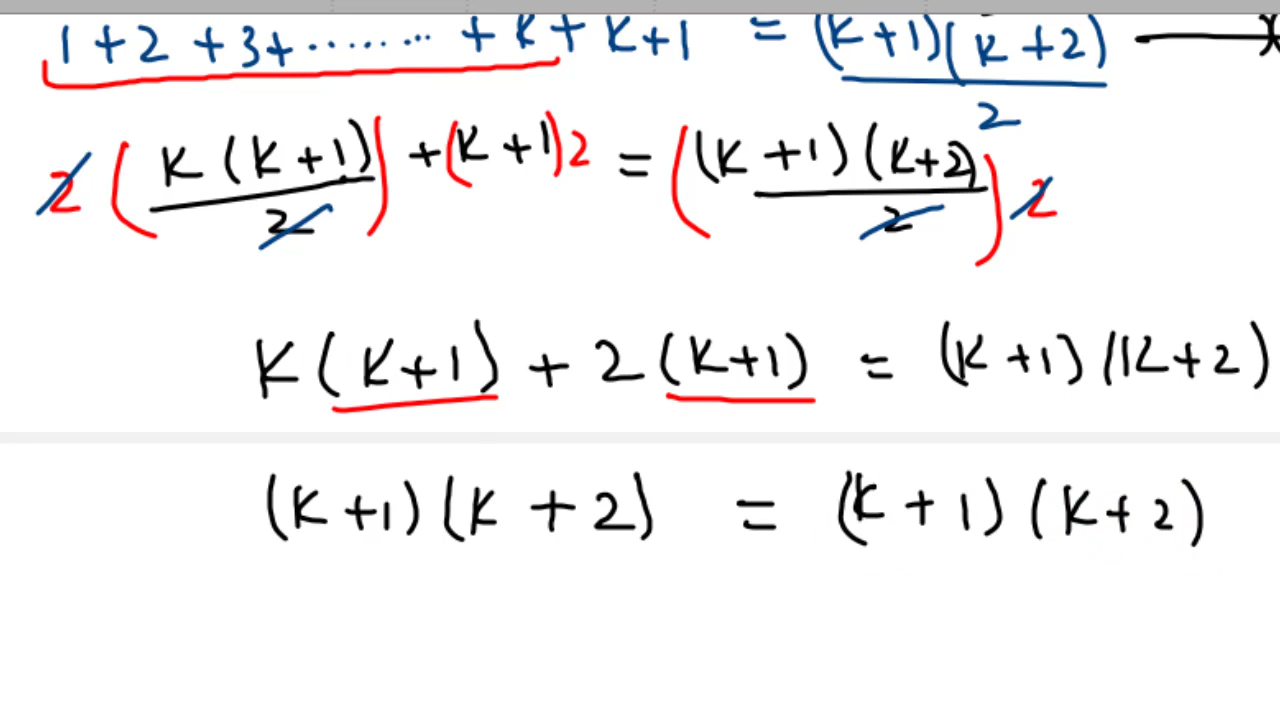 1 + 2 + 3 + ........ + k + k+1 = (k+1)(k+2)/2
2 (k(k+1)/2) + (k+1)2 = ((k+1)(k+2)/2) 2
k(k+1) + 2(k+1) = (k+1)(k+2)
(k+1)(k+2) = (k+1)(k+2)